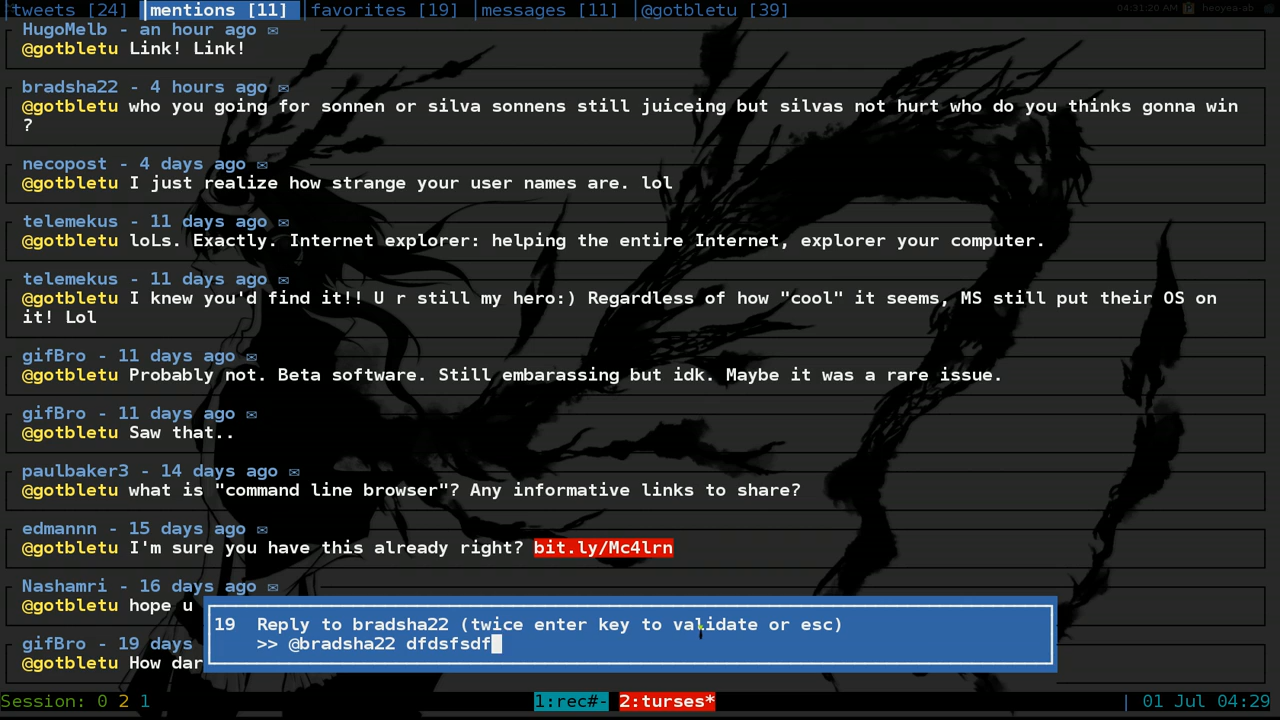 tweets [24] |mentions [11] |favorites [19] |messages [11] |@gotbletu [39]
04:31:20 AM P heoyea-ab
HugoMelb - an hour ago ✉
@gotbletu Link! Link!
bradsha22 - 4 hours ago ✉
@gotbletu who you going for sonnen or silva sonnens still juiceing but silvas not hurt who do you thinks gonna win
?
necopost - 4 days ago ✉
@gotbletu I just realize how strange your user names are. lol
telemekus - 11 days ago ✉
@gotbletu loLs. Exactly. Internet explorer: helping the entire Internet, explorer your computer.
telemekus - 11 days ago ✉
@gotbletu I knew you'd find it!! U r still my hero:) Regardless of how "cool" it seems, MS still put their OS on
it! Lol
gifBro - 11 days ago ✉
@gotbletu Probably not. Beta software. Still embarassing but idk. Maybe it was a rare issue.
gifBro - 11 days ago ✉
@gotbletu Saw that..
paulbaker3 - 14 days ago ✉
@gotbletu what is "command line browser"? Any informative links to share?
edmannn - 15 days ago ✉
@gotbletu I'm sure you have this already right? bit.ly/Mc4lrn
Nashamri - 16 days ago ✉
@gotbletu hope u
gifBro - 19 days
@gotbletu How dar
19 Reply to bradsha22 (twice enter key to validate or esc)
>> @bradsha22 dfdsfsdf
Session: 0 2 1 1:rec#- 2:turses* | 01 Jul 04:29